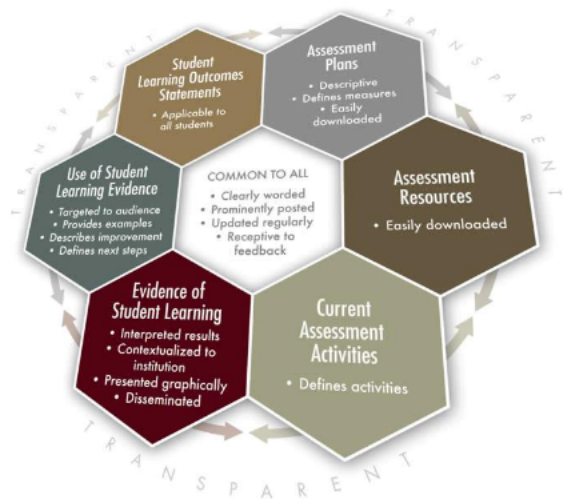 TRANSPARENT
TRANSPARENT
Student
Learning Outcomes
Statements
• Applicable to
all students
Assessment
Plans
• Descriptive
• Defines measures
• Easily
downloaded
Use of Student
Learning Evidence
• Targeted to audience
• Provides examples
• Describes improvement
• Defines next steps
COMMON TO ALL
• Clearly worded
• Prominently posted
• Updated regularly
• Receptive to
feedback
Assessment
Resources
• Easily downloaded
Evidence of
Student Learning
• Interpreted results
• Contextualized to
institution
• Presented graphically
• Disseminated
Current
Assessment
Activities
• Defines activities
TRANSPARENT